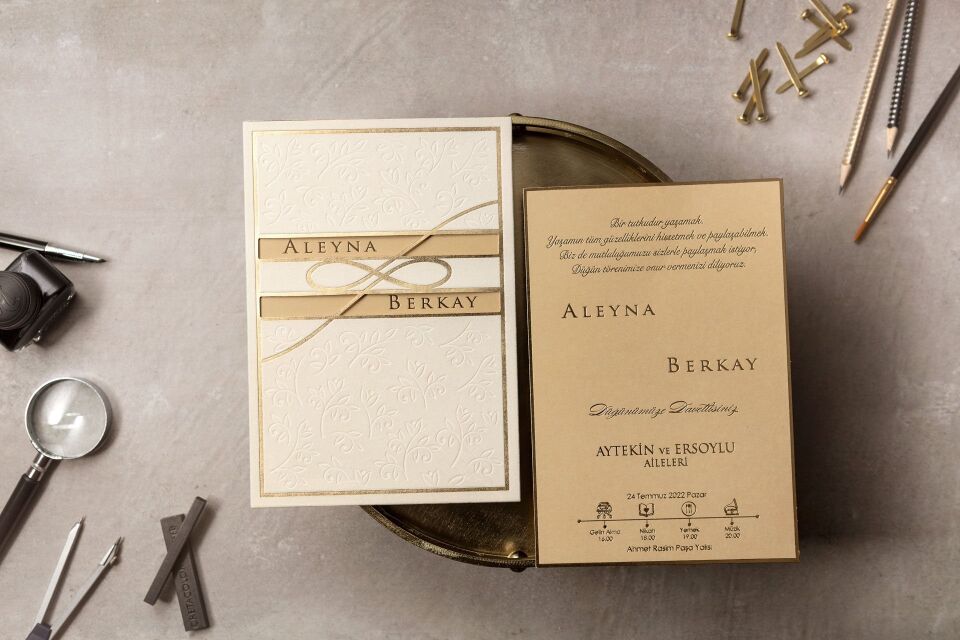 ALEYNA
BERKAY
Bir tutkudur yaşamak.
Yaşamın tüm güzelliklerini hissetmek ve paylaşabilmek.
Biz de mutluluğumuzu sizlerle paylaşmak istiyor,
Düğün törenimize onur vermenizi diliyoruz.
ALEYNA
BERKAY
Düğünümüze Davetlisiniz
AYTEKİN VE ERSOYLU
AİLELERİ
24 Temmuz 2022 Pazar
Gelin Alma Nikah Yemek Müzik
16.00 18.00 19.00 20.00
Ahmet Rasim Paşa Yalısı
CRETACOLOR